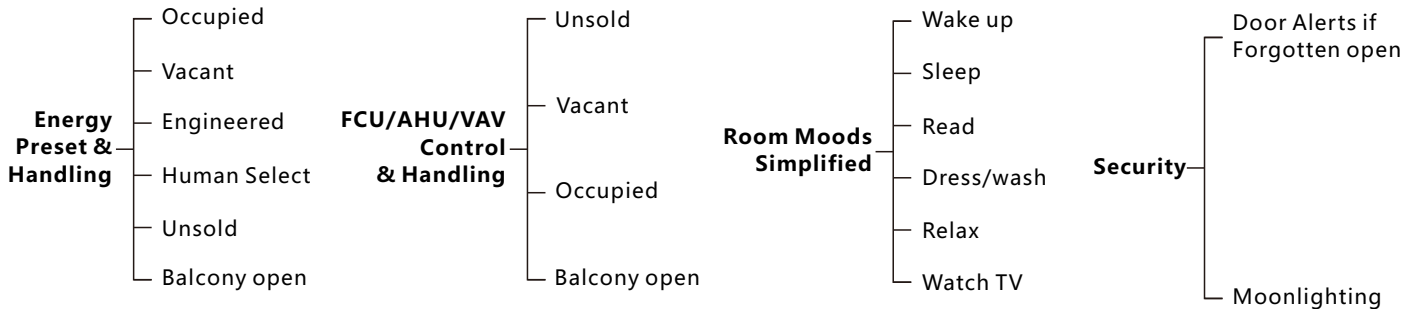 Energy
Preset &
Handling
Occupied
Vacant
Engineered
Human Select
Unsold
Balcony open
FCU/AHU/VAV
Control
& Handling
Unsold
Vacant
Occupied
Balcony open
Room Moods
Simplified
Wake up
Sleep
Read
Dress/wash
Relax
Watch TV
Security
Door Alerts if
Forgotten open
Moonlighting